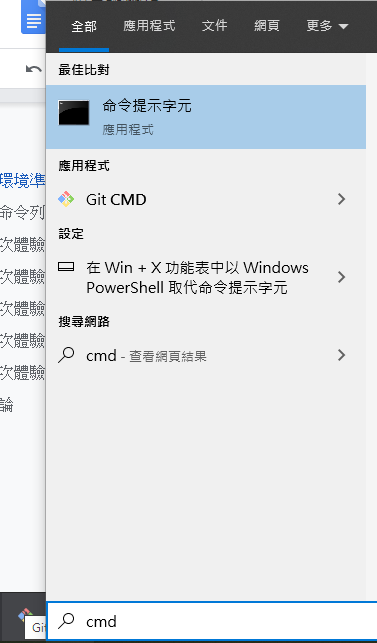 全部 應用程式 文件 網頁 更多
最佳比對
命令提示字元
應用程式
應用程式
Git CMD
設定
在 Win + X 功能表中以 Windows
PowerShell 取代命令提示字元
搜尋網路
cmd - 查看網頁結果
環境準
命令列
次體驗
次體驗
次體驗
次體驗
次體驗
論
Git
cmd